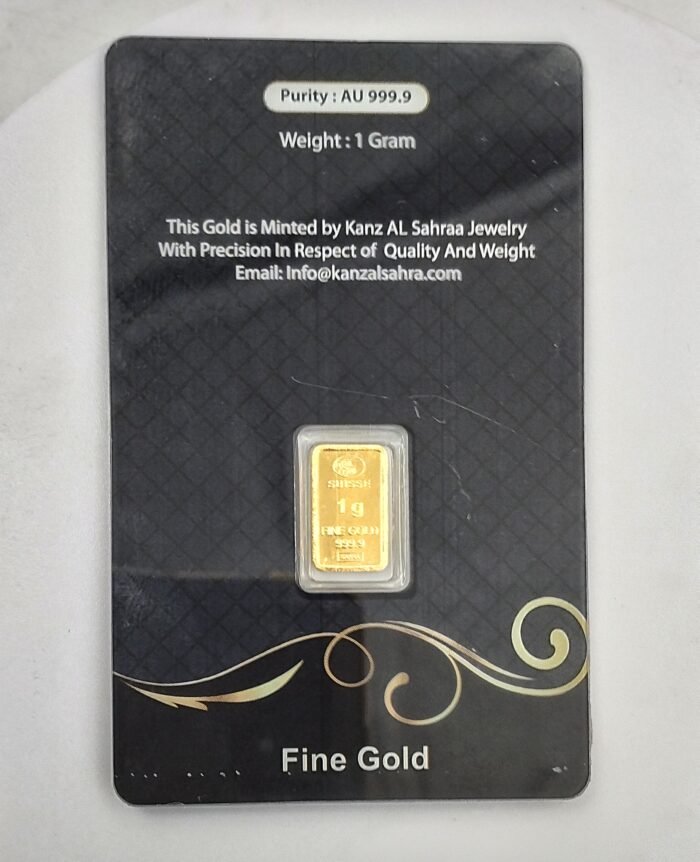 Purity : AU 999.9
Weight : 1 Gram
This Gold is Minted by Kanz AL Sahraa Jewelry
With Precision In Respect of Quality And Weight
Email: Info@kanzalsahra.com
SUISSE
1g
FINE GOLD
999.9
Fine Gold